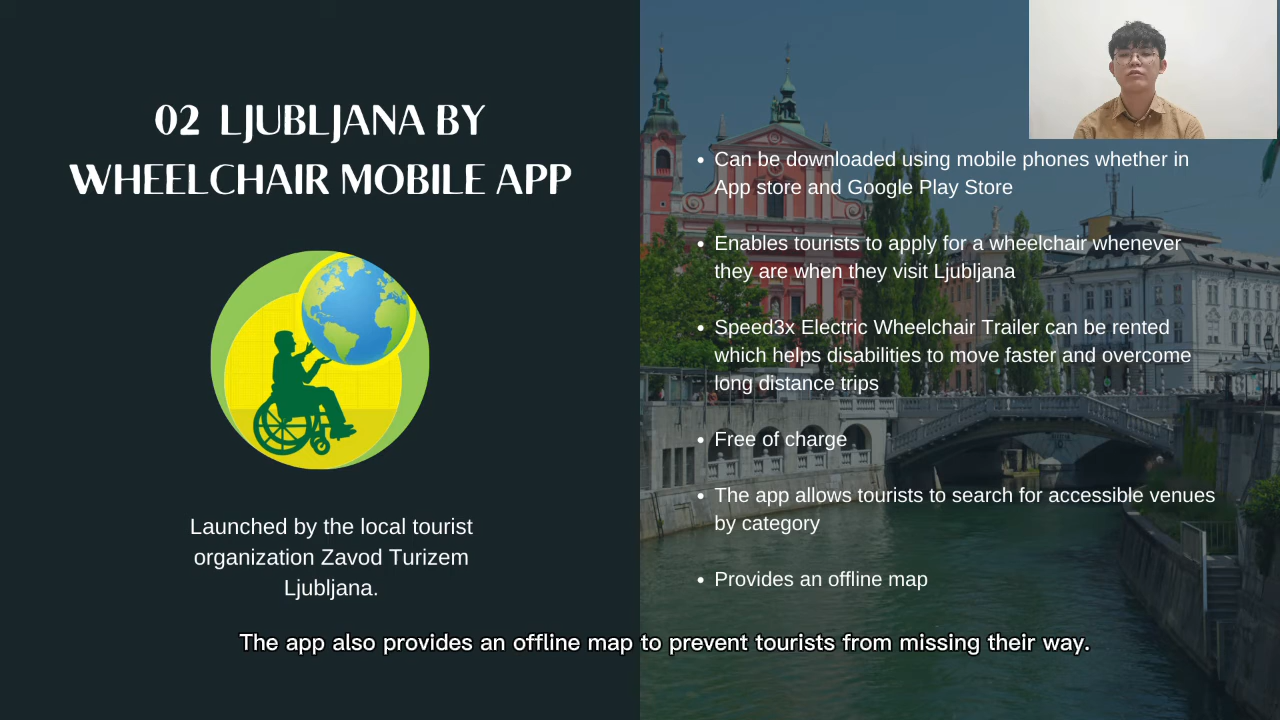 02 LJUBLJANA BY
WHEELCHAIR MOBILE APP
Launched by the local tourist
organization Zavod Turizem
Ljubljana.
• Can be downloaded using mobile phones whether in
App store and Google Play Store
• Enables tourists to apply for a wheelchair whenever
they are when they visit Ljubljana
• Speed3x Electric Wheelchair Trailer can be rented
which helps disabilities to move faster and overcome
long distance trips
• Free of charge
• The app allows tourists to search for accessible venues
by category
• Provides an offline map
The app also provides an offline map to prevent tourists from missing their way.